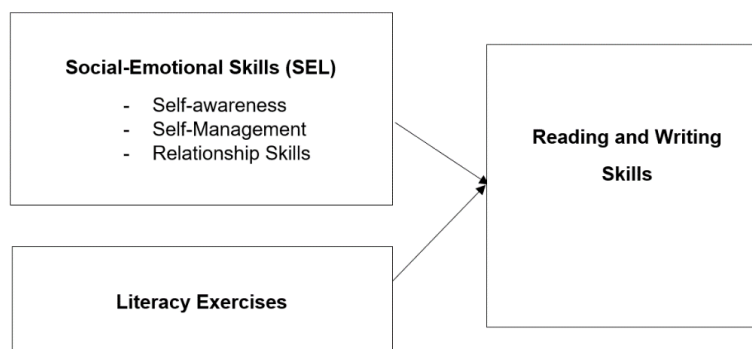 Social-Emotional Skills (SEL)
- Self-awareness
- Self-Management
- Relationship Skills
Reading and Writing
Skills
Literacy Exercises